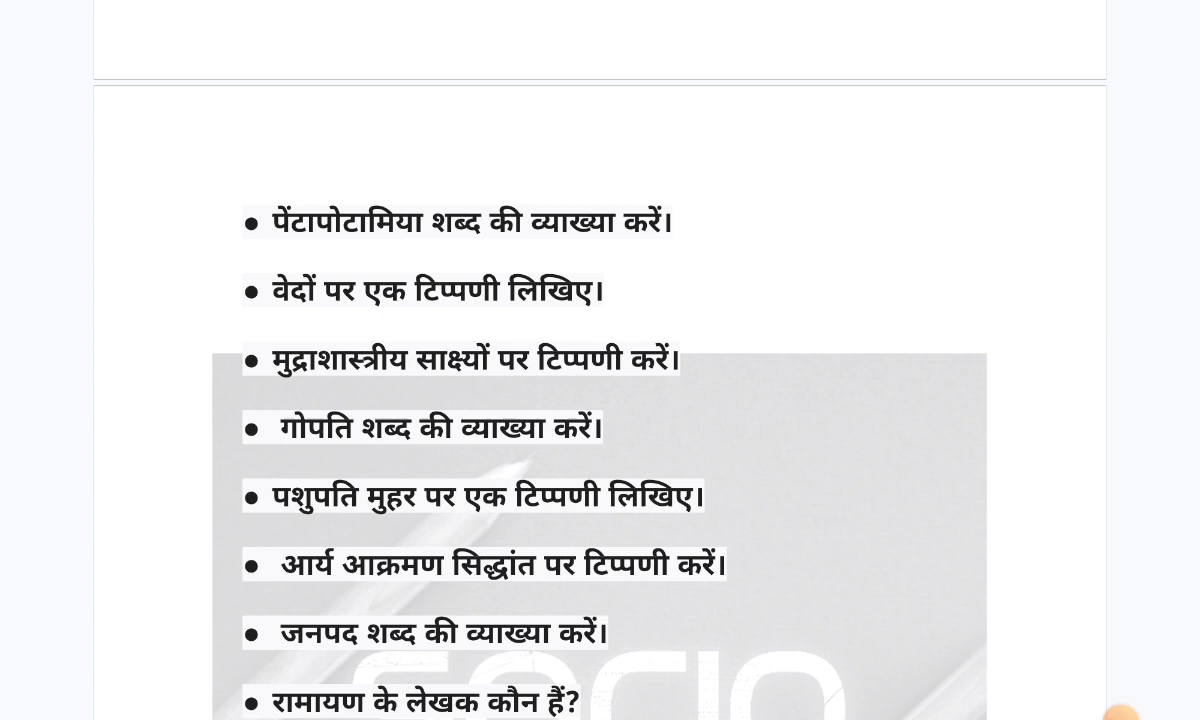 ● पेंटापोटामिया शब्द की व्याख्या करें।
● वेदों पर एक टिप्पणी लिखिए।
● मुद्राशास्त्रीय साक्ष्यों पर टिप्पणी करें।
● गोपति शब्द की व्याख्या करें।
● पशुपति मुहर पर एक टिप्पणी लिखिए।
● आर्य आक्रमण सिद्धांत पर टिप्पणी करें।
● जनपद शब्द की व्याख्या करें।
● रामायण के लेखक कौन हैं?